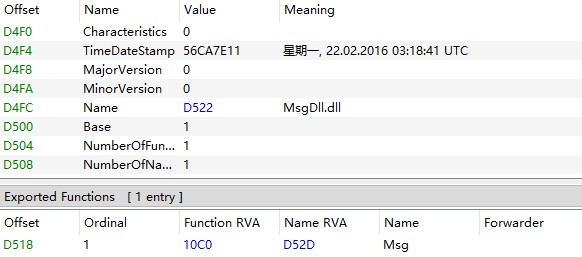 Offset Name Value Meaning
D4F0 Characteristics 0
D4F4 TimeDateStamp 56CA7E11 星期一, 22.02.2016 03:18:41 UTC
D4F8 MajorVersion 0
D4FA MinorVersion 0
D4FC Name D522 MsgDll.dll
D500 Base 1
D504 NumberOfFun... 1
D508 NumberOfNa... 1
Exported Functions [ 1 entry ]
Offset Ordinal Function RVA Name RVA Name Forwarder
D518 1 10C0 D52D Msg